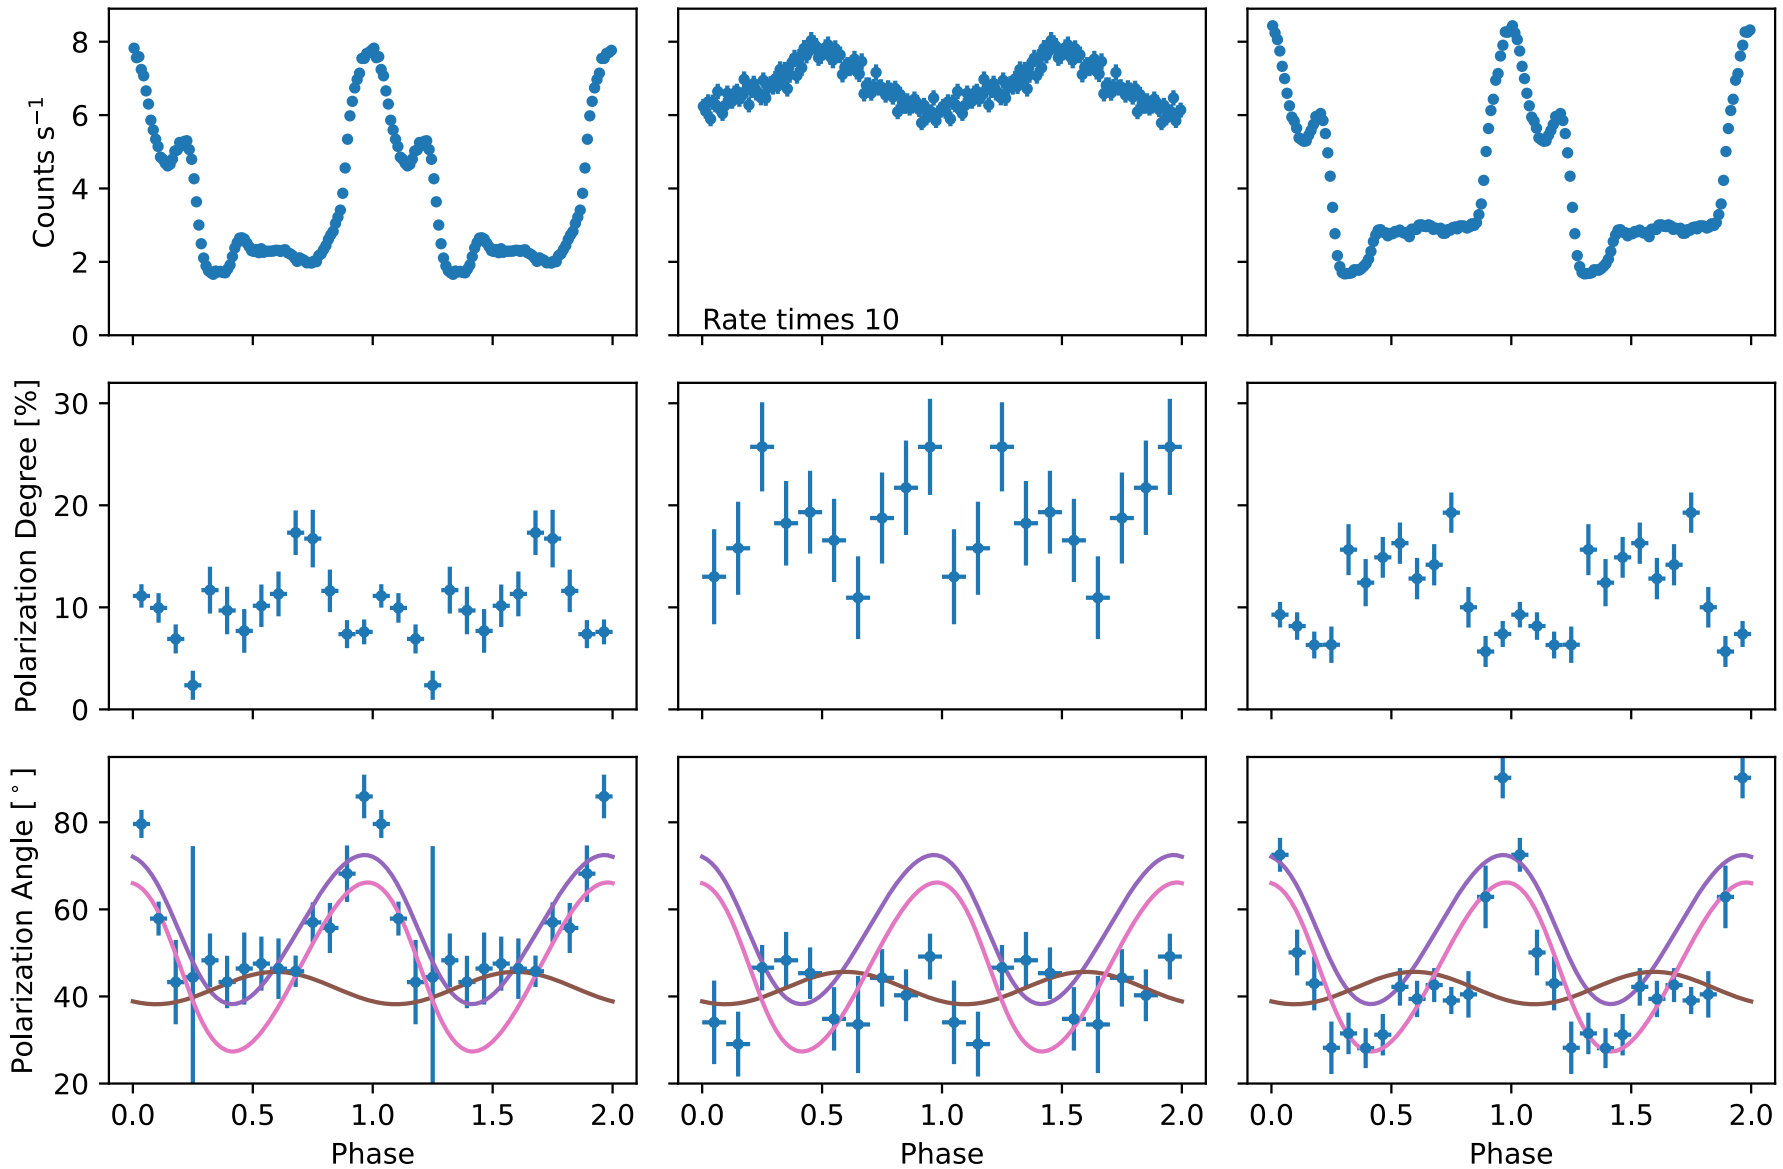 Counts s⁻¹
8
6
4
2
0
Rate times 10
Polarization Degree [%]
30
20
10
0
Polarization Angle [°]
80
60
40
20
0.0 0.5 1.0 1.5 2.0
0.0 0.5 1.0 1.5 2.0
0.0 0.5 1.0 1.5 2.0
Phase
Phase
Phase